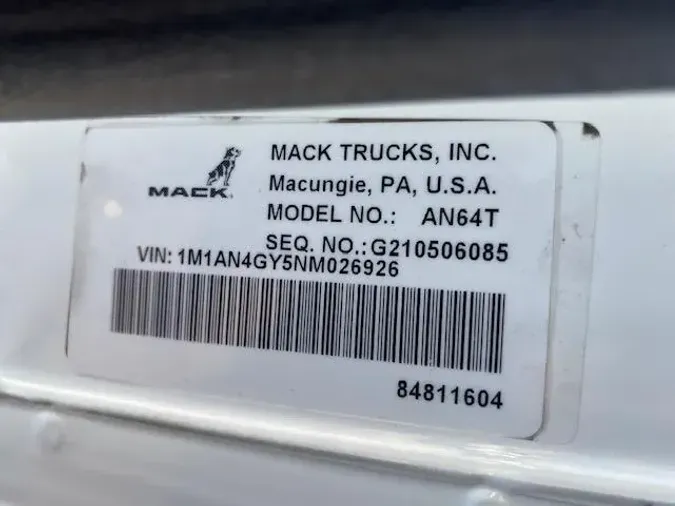 MACK
MACK TRUCKS, INC.
Macungie, PA, U.S.A.
MODEL NO.: AN64T
SEQ. NO.:G210506085
VIN: 1M1AN4GY5NM026926
84811604